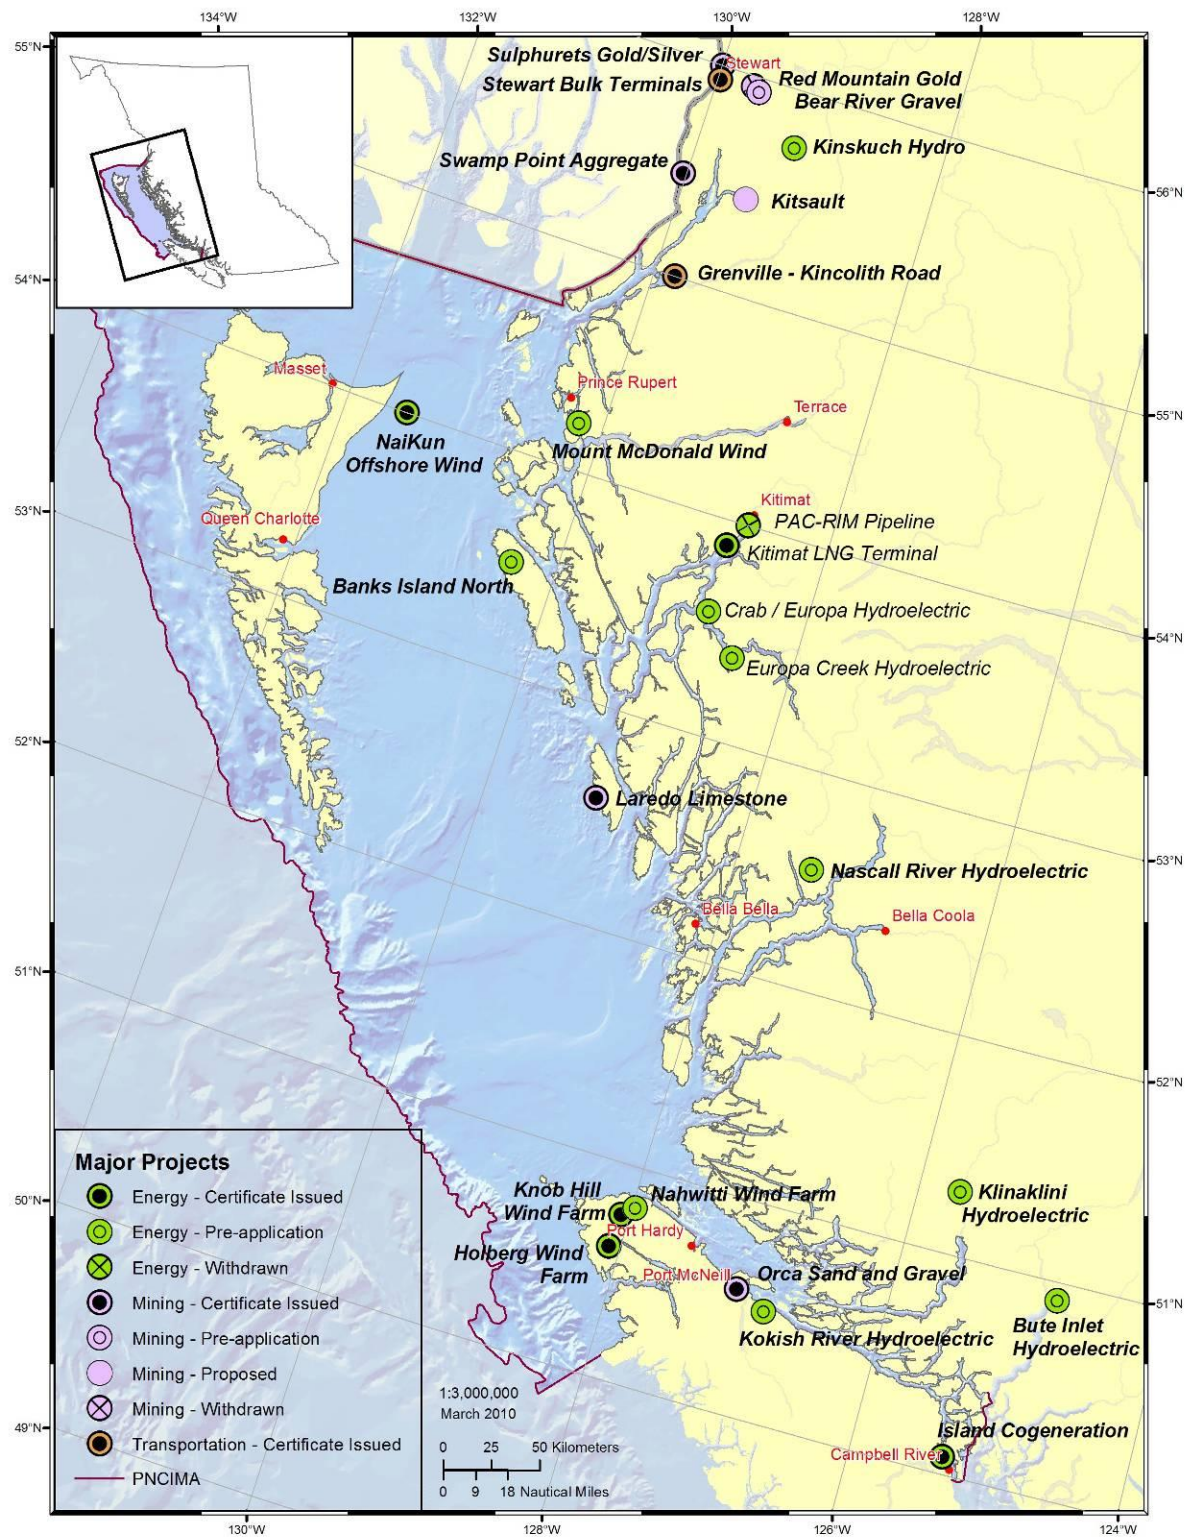 134°W
132°W
130°W
128°W
55°N
Sulphurets Gold/Silver
Stewart
Stewart Bulk Terminals
Red Mountain Gold
Bear River Gravel
Kinskuch Hydro
Swamp Point Aggregate
56°N
Kitsault
54°N
Grenville - Kincolith Road
Masset
Prince Rupert
Terrace
55°N
NaiKun
Offshore Wind
Mount McDonald Wind
53°N
Kitimat
Queen Charlotte
PAC-RIM Pipeline
Kitimat LNG Terminal
Banks Island North
Crab / Europa Hydroelectric
54°N
Europa Creek Hydroelectric
52°N
Laredo Limestone
53°N
Nascall River Hydroelectric
Bella Bella
Bella Coola
51°N
52°N
Major Projects
Energy - Certificate Issued
Energy - Pre-application
Energy - Withdrawn
Mining - Certificate Issued
Mining - Pre-application
Mining - Proposed
Mining - Withdrawn
Transportation - Certificate Issued
PNCIMA
50°N
Knob Hill
Wind Farm
Nahwitti Wind Farm
Klinaklini
Hydroelectric
Port Hardy
Holberg Wind
Farm
Port McNeill
Orca Sand and Gravel
51°N
Kokish River Hydroelectric
Bute Inlet
Hydroelectric
1:3,000,000
March 2010
0 25 50 Kilometers
0 9 18 Nautical Miles
49°N
Island Cogeneration
Campbell River
50°N
130°W
128°W
126°W
124°W